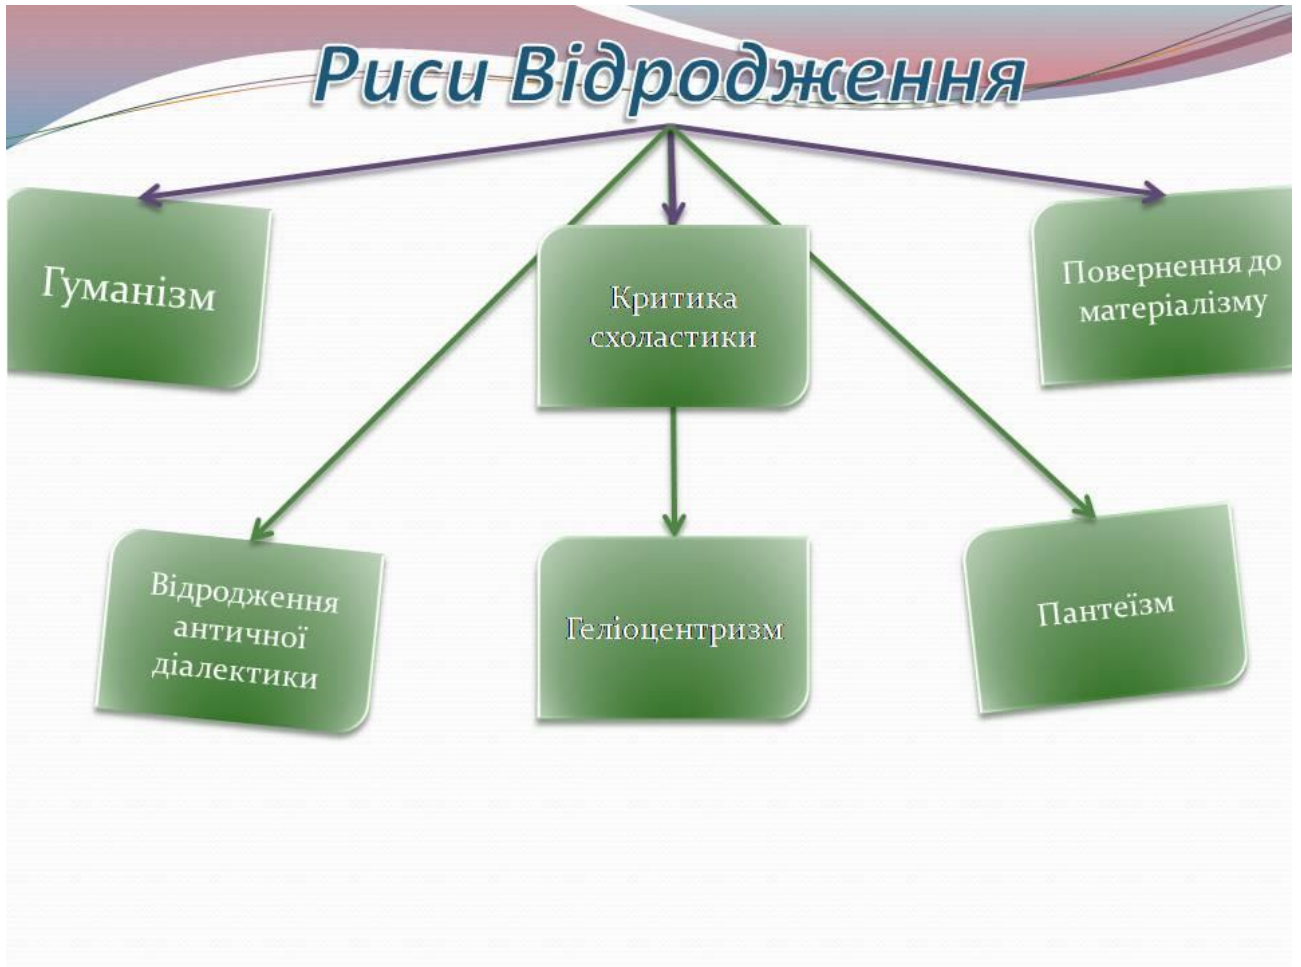 Риси Відродження
Гуманізм
Критика
схоластики
Повернення до
матеріалізму
Відродження
античної
діалектики
Геліоцентризм
Пантеїзм